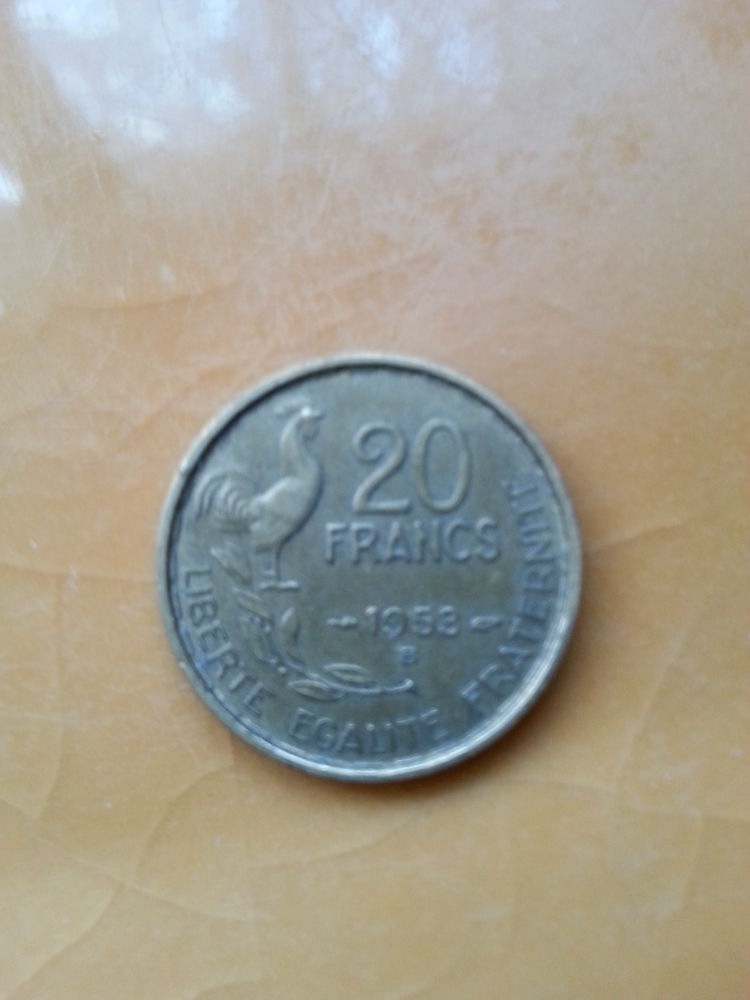 20
FRANCS
1953
B
LIBERTE EGALITE FRATERNITE